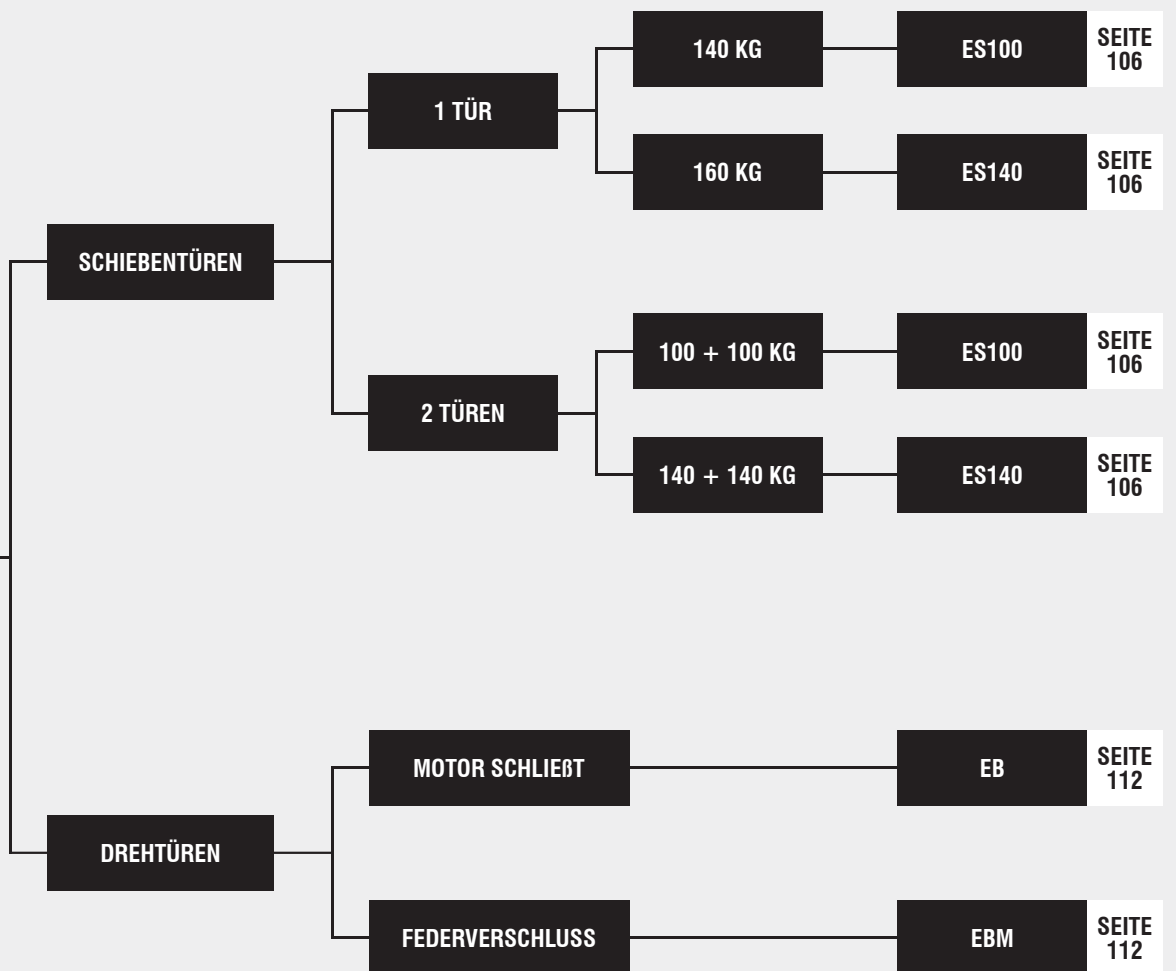 140 KG
ES100
SEITE
106
1 TÜR
160 KG
ES140
SEITE
106
SCHIEBENTÜREN
100 + 100 KG
ES100
SEITE
106
2 TÜREN
140 + 140 KG
ES140
SEITE
106
MOTOR SCHLIEßT
EB
SEITE
112
DREHTÜREN
FEDERVERSCHLUSS
EBM
SEITE
112